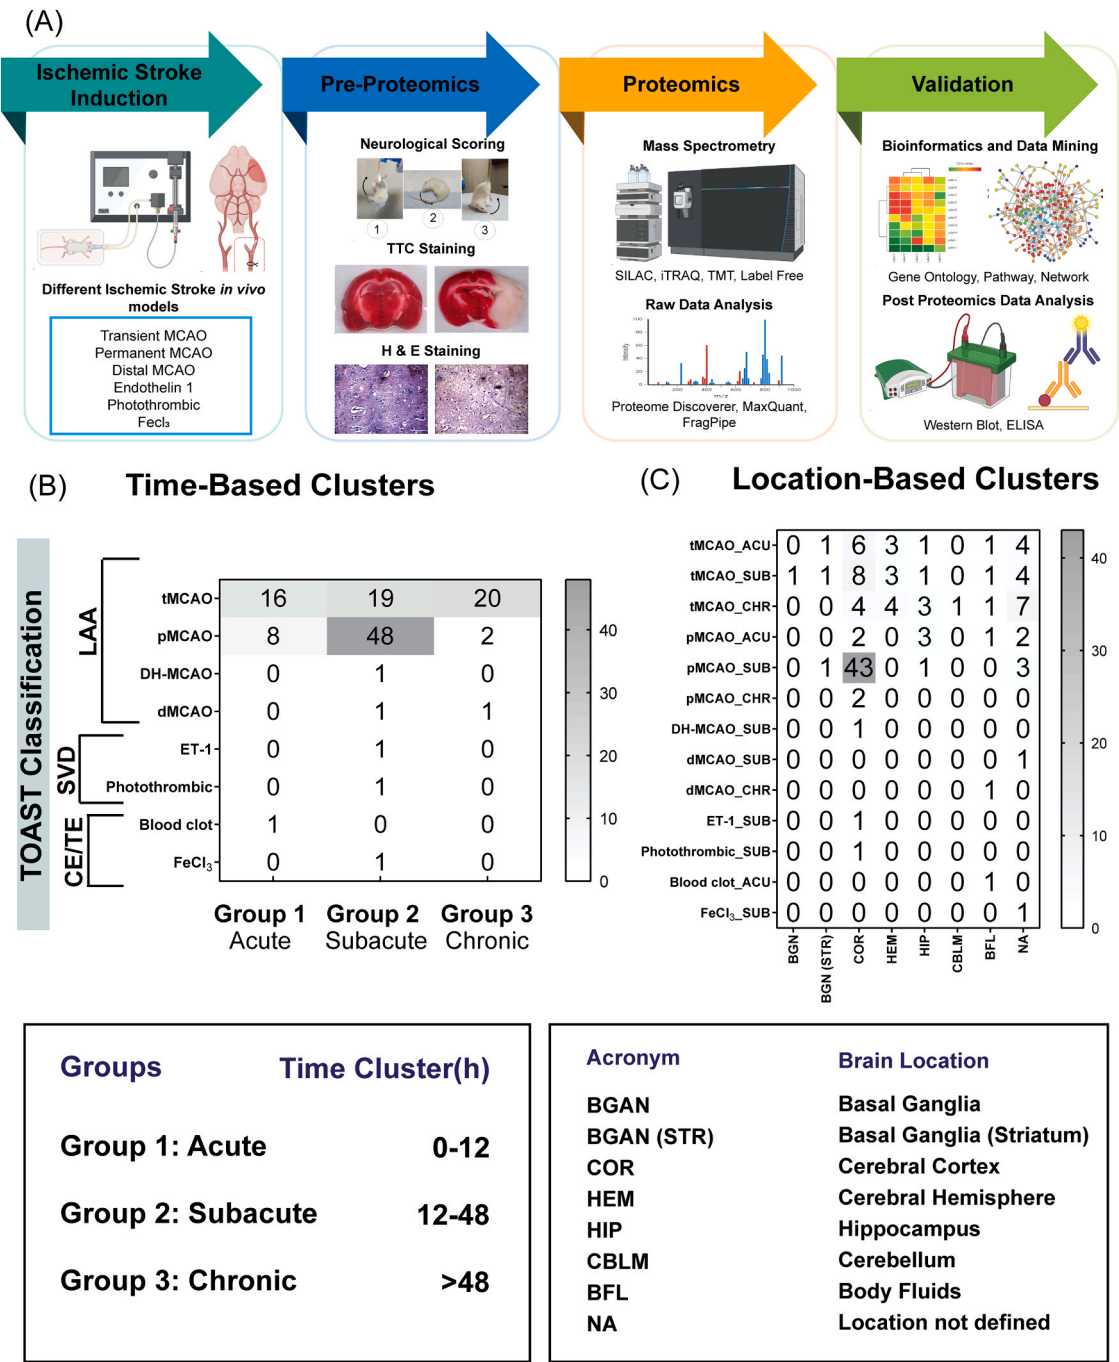 (A)
Ischemic Stroke
Induction
Pre-Proteomics
Proteomics
Validation
Different Ischemic Stroke in vivo
models
Transient MCAO
Permanent MCAO
Distal MCAO
Endothelin 1
Photothrombic
Fecl₃
Neurological Scoring
1
2
3
TTC Staining
H & E Staining
Mass Spectrometry
SILAC, iTRAQ, TMT, Label Free
Raw Data Analysis
Intensity
100
80
60
40
20
0
200
400
600
800
1000
m/z
Proteome Discoverer, MaxQuant,
FragPipe
Bioinformatics and Data Mining
Gene Ontology, Pathway, Network
Post Proteomics Data Analysis
Western Blot, ELISA
(B) Time-Based Clusters
TOAST Classification
LAA
SVD
CE/TE
tMCAO 16 19 20
pMCAO 8 48 2
DH-MCAO 0 1 0
dMCAO 0 1 1
ET-1 0 1 0
Photothrombic 0 1 0
Blood clot 1 0 0
FeCl₃ 0 1 0
Group 1 Group 2 Group 3
Acute Subacute Chronic
40
30
20
10
0
(C) Location-Based Clusters
tMCAO_ACU 0 1 6 3 1 0 1 4
tMCAO_SUB 1 1 8 3 1 0 1 4
tMCAO_CHR 0 0 4 4 3 1 1 7
pMCAO_ACU 0 0 2 0 3 0 1 2
pMCAO_SUB 0 1 43 0 1 0 0 3
pMCAO_CHR 0 0 2 0 0 0 0 0
DH-MCAO_SUB 0 0 1 0 0 0 0 0
dMCAO_SUB 0 0 0 0 0 0 0 1
dMCAO_CHR 0 0 0 0 0 0 1 0
ET-1_SUB 0 0 1 0 0 0 0 0
Photothrombic_SUB 0 0 1 0 0 0 0 0
Blood clot_ACU 0 0 0 0 0 0 1 0
FeCl₃_SUB 0 0 0 0 0 0 0 1
BGN BGN (STR) COR HEM HIP CBLM BFL NA
40
30
20
10
0
Groups Time Cluster(h)
Group 1: Acute 0-12
Group 2: Subacute 12-48
Group 3: Chronic >48
Acronym Brain Location
BGAN Basal Ganglia
BGAN (STR) Basal Ganglia (Striatum)
COR Cerebral Cortex
HEM Cerebral Hemisphere
HIP Hippocampus
CBLM Cerebellum
BFL Body Fluids
NA Location not defined